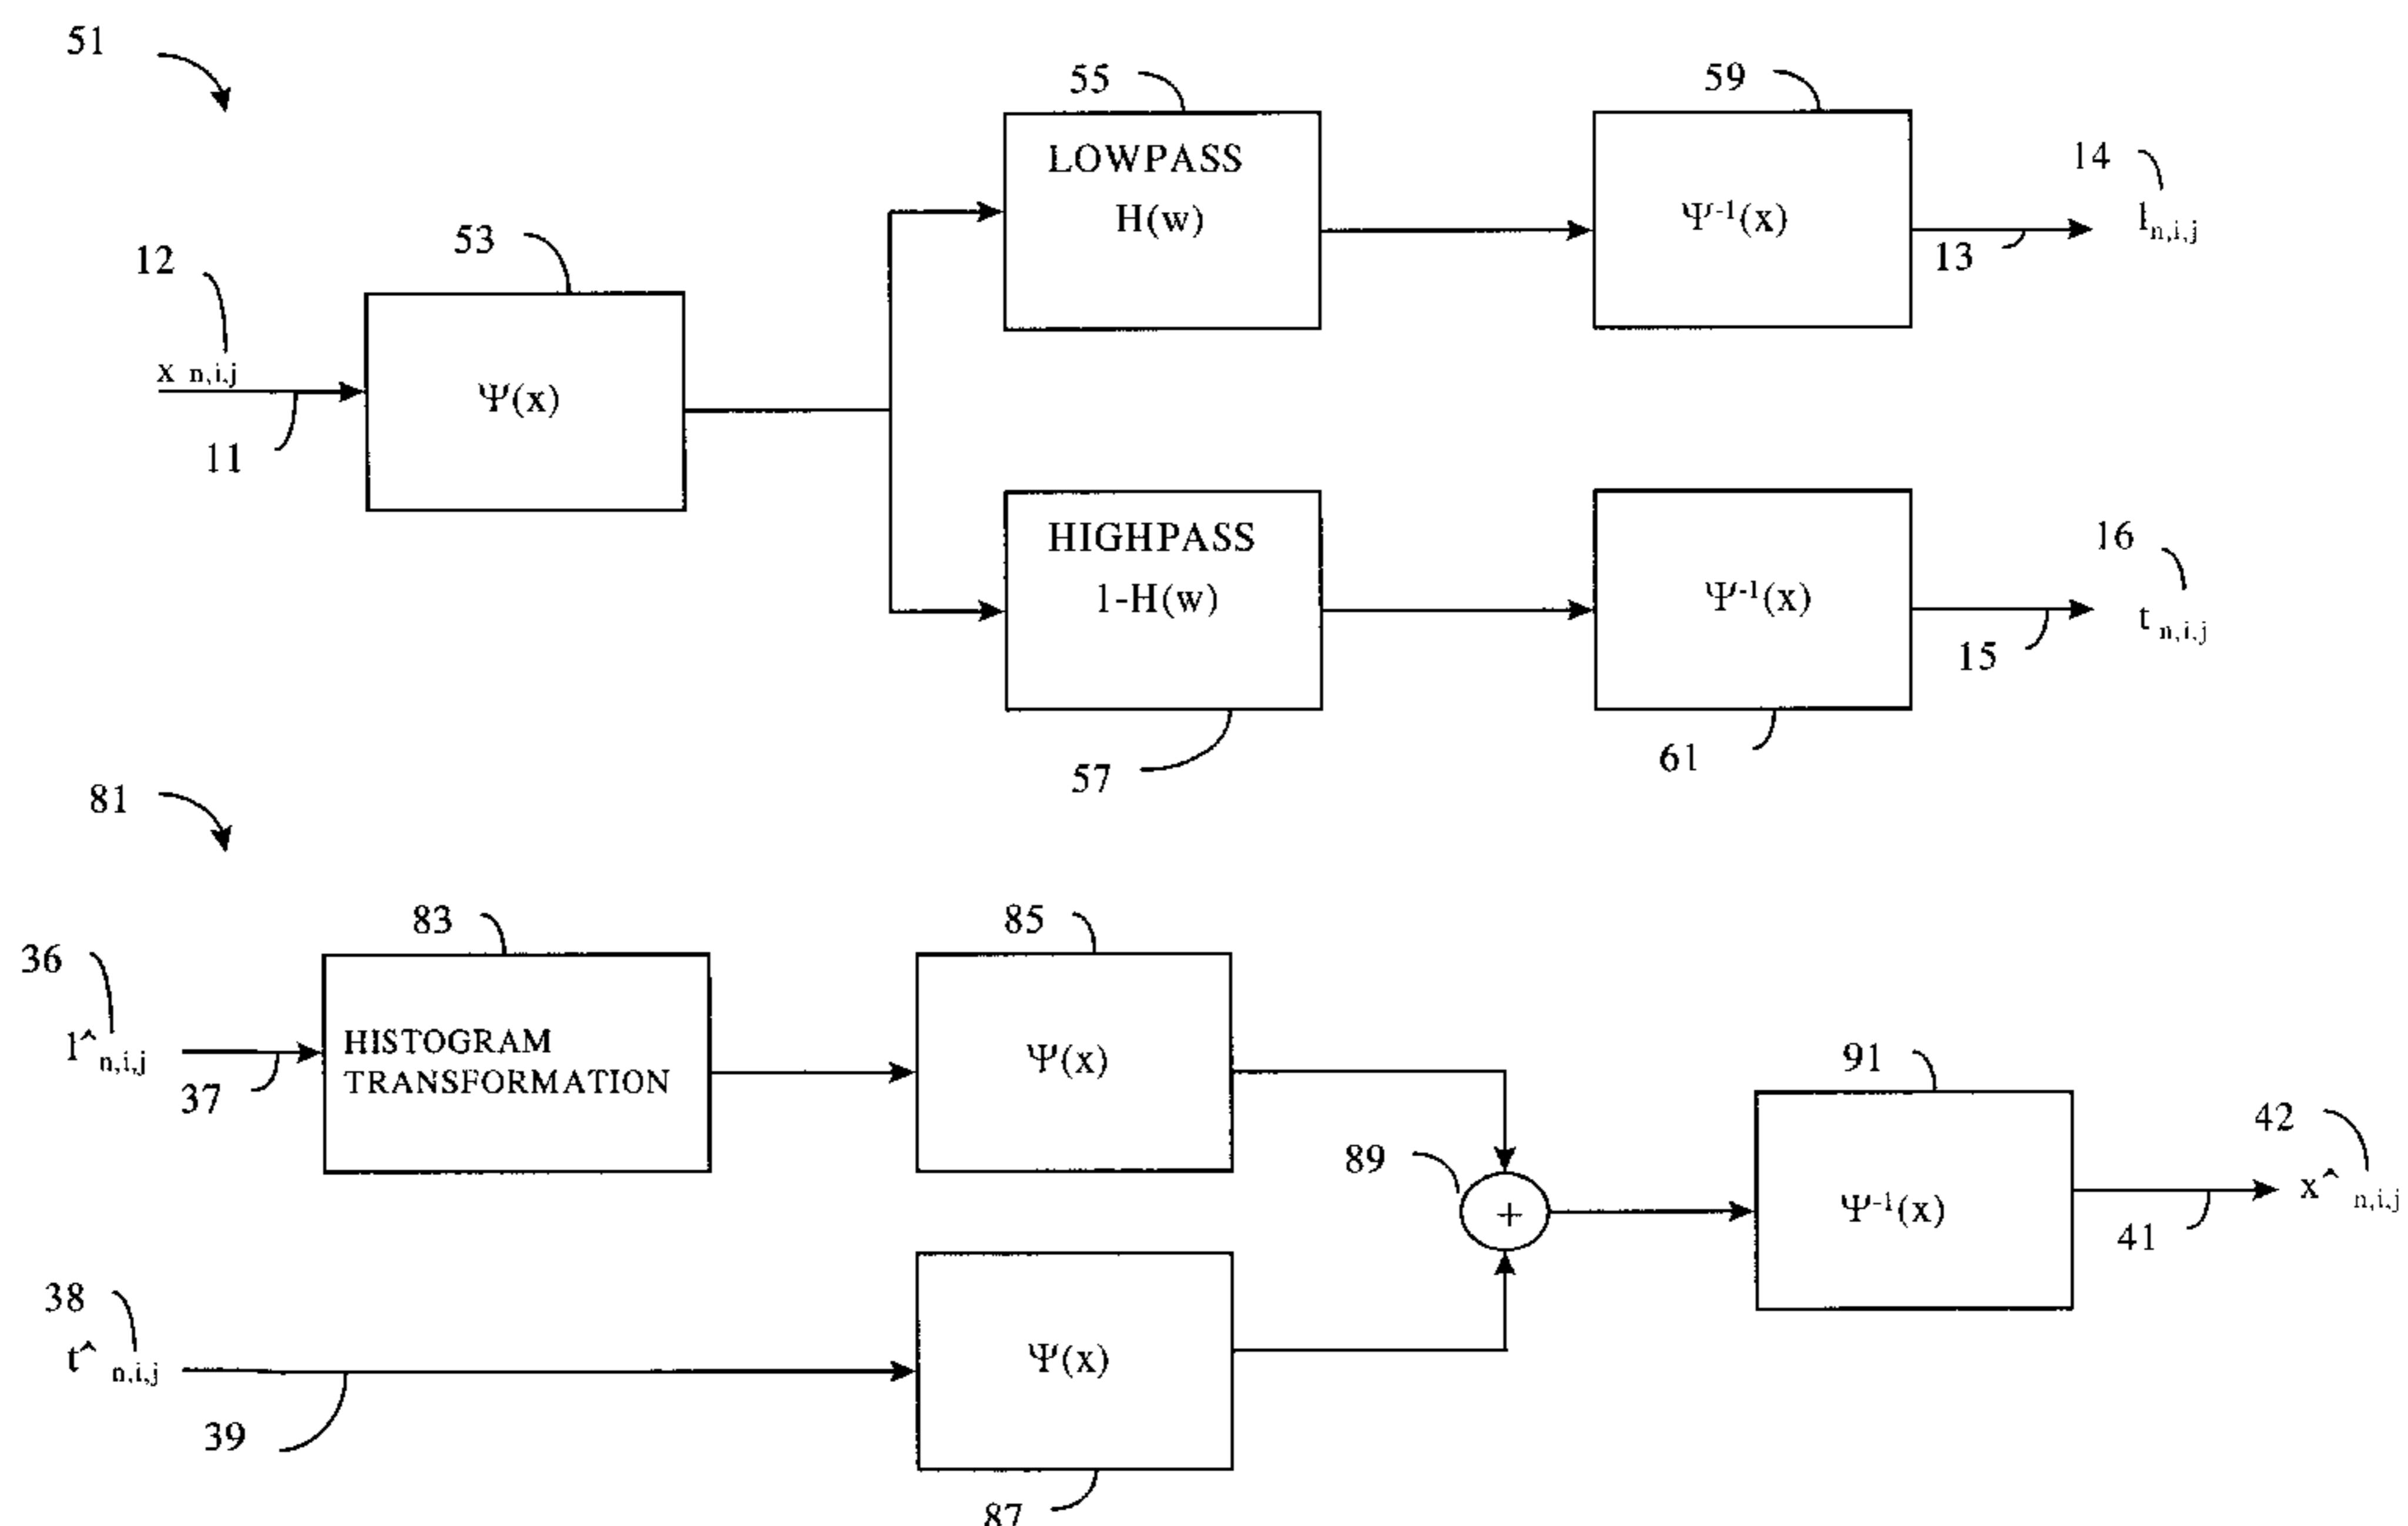 51
55
59
LOWPASS
H(w)
Ψ-1(x)
14
l n,i,j
13
12
53
x n,i,j
Ψ(x)
11
HIGHPASS
1-H(w)
Ψ-1(x)
16
t n,i,j
15
57
61
81
83
85
36
l^ n,i,j
37
HISTOGRAM
TRANSFORMATION
Ψ(x)
91
89
+
Ψ-1(x)
42
x^ n,i,j
41
38
t^ n,i,j
39
Ψ(x)
87